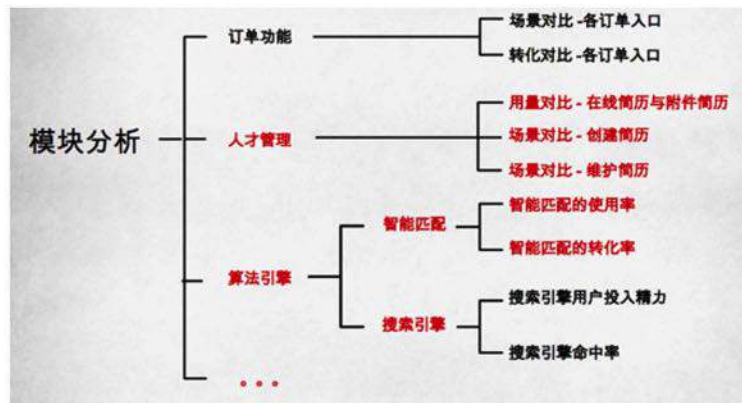 模块分析
订单功能
场景对比 -各订单入口
转化对比 -各订单入口
人才管理
用量对比 - 在线简历与附件简历
场景对比 - 创建简历
场景对比 - 维护简历
算法引擎
智能匹配
智能匹配的使用率
智能匹配的转化率
搜索引擎
搜索引擎用户投入精力
搜索引擎命中率
。。。